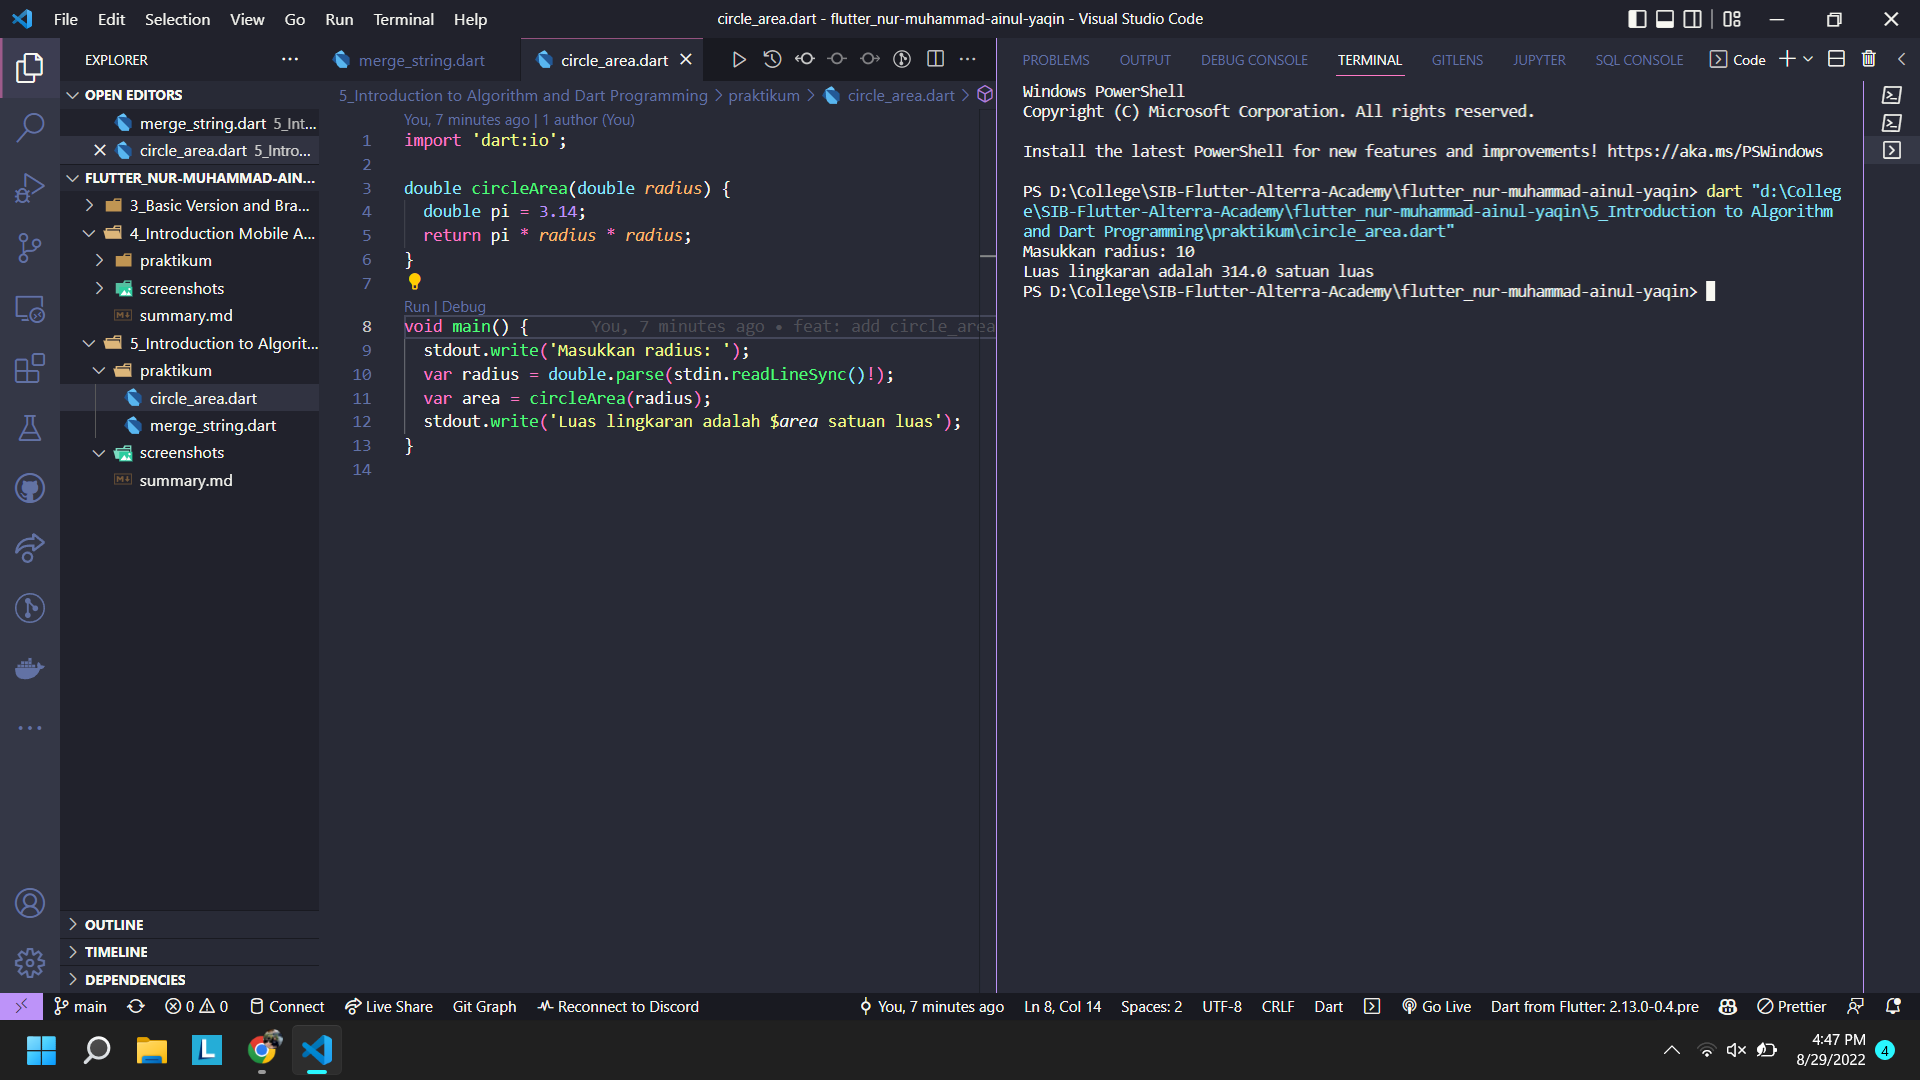 File Edit Selection View Go Run Terminal Help
circle_area.dart - flutter_nur-muhammad-ainul-yaqin - Visual Studio Code
EXPLORER
OPEN EDITORS
merge_string.dart 5_Int...
circle_area.dart 5_Intro...
FLUTTER_NUR-MUHAMMAD-AIN...
3_Basic Version and Bra...
4_Introduction Mobile A...
praktikum
screenshots
summary.md
5_Introduction to Algorit...
praktikum
circle_area.dart
merge_string.dart
screenshots
summary.md
OUTLINE
TIMELINE
DEPENDENCIES
merge_string.dart
circle_area.dart
5_Introduction to Algorithm and Dart Programming > praktikum > circle_area.dart >
You, 7 minutes ago | 1 author (You)
1 import 'dart:io';
2
3 double circleArea(double radius) {
4 double pi = 3.14;
5 return pi * radius * radius;
6 }
7
Run | Debug
8 void main() { You, 7 minutes ago • feat: add circle_area
9 stdout.write('Masukkan radius: ');
10 var radius = double.parse(stdin.readLineSync()!);
11 var area = circleArea(radius);
12 stdout.write('Luas lingkaran adalah $area satuan luas');
13 }
14
PROBLEMS OUTPUT DEBUG CONSOLE TERMINAL GITLENS JUPYTER SQL CONSOLE Code
Windows PowerShell
Copyright (C) Microsoft Corporation. All rights reserved.
Install the latest PowerShell for new features and improvements! https://aka.ms/PSWindows
PS D:\College\SIB-Flutter-Alterra-Academy\flutter_nur-muhammad-ainul-yaqin> dart "d:\Colleg
e\SIB-Flutter-Alterra-Academy\flutter_nur-muhammad-ainul-yaqin\5_Introduction to Algorithm
and Dart Programming\praktikum\circle_area.dart"
Masukkan radius: 10
Luas lingkaran adalah 314.0 satuan luas
PS D:\College\SIB-Flutter-Alterra-Academy\flutter_nur-muhammad-ainul-yaqin>
main 0 0 Connect Live Share Git Graph Reconnect to Discord
You, 7 minutes ago Ln 8, Col 14 Spaces: 2 UTF-8 CRLF Dart Go Live Dart from Flutter: 2.13.0-0.4.pre Prettier
L
4:47 PM
8/29/2022
4